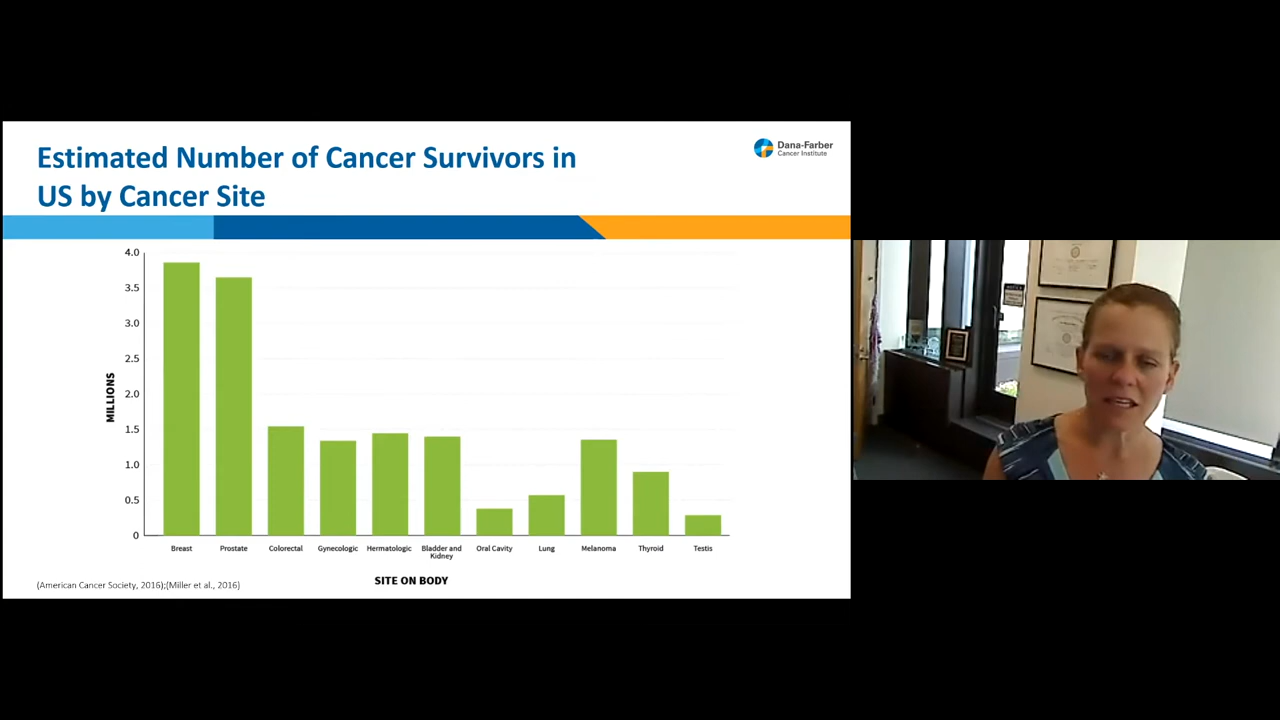 Estimated Number of Cancer Survivors in
US by Cancer Site
Dana-Farber
Cancer Institute
4.0
3.5
3.0
2.5
2.0
1.5
1.0
0.5
0
MILLIONS
Breast
Prostate
Colorectal
Gynecologic
Hermatologic
Bladder and
Kidney
Oral Cavity
Lung
Melanoma
Thyroid
Testis
SITE ON BODY
(American Cancer Society, 2016);(Miller et al., 2016)